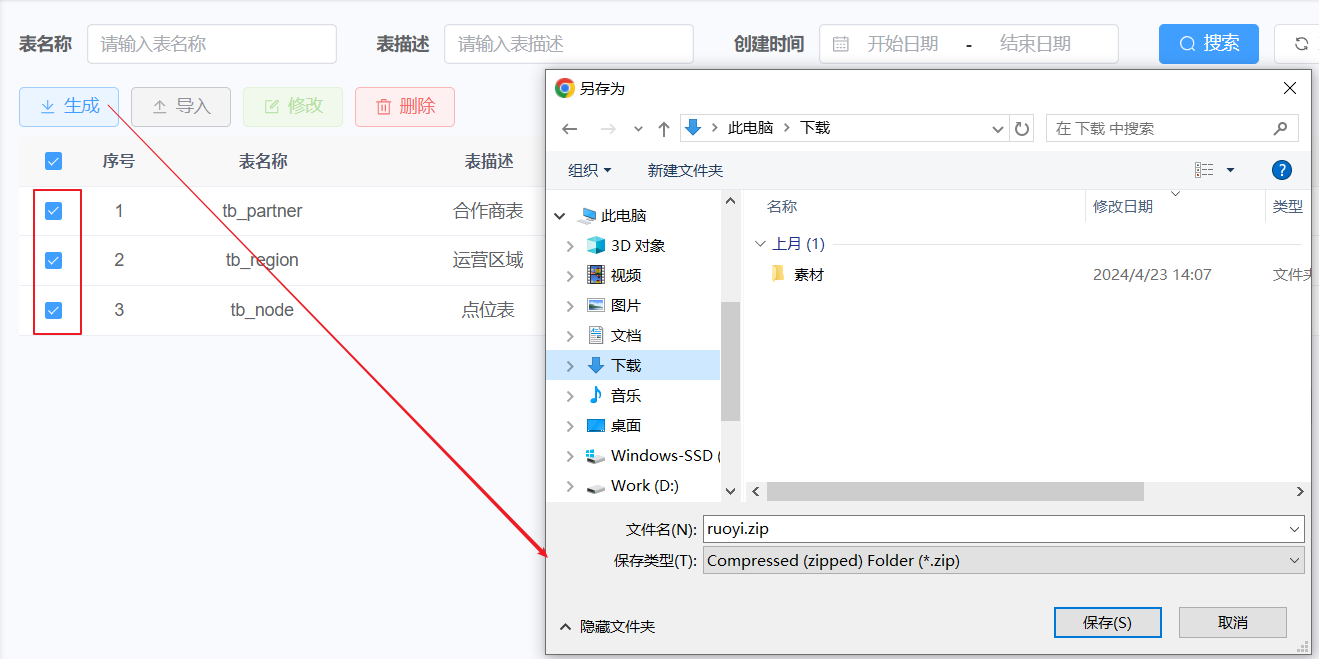 表名称 请输入表名称 表描述 请输入表描述 创建时间 开始日期 - 结束日期 搜索
生成 导入 修改 删除
序号 表名称 表描述
1 tb_partner 合作商表
2 tb_region 运营区域
3 tb_node 点位表
另存为
此电脑 下载 在 下载 中搜索
组织 新建文件夹
名称 修改日期 类型
上月 (1)
素材 2024/4/23 14:07 文件夹
此电脑
3D 对象
视频
图片
文档
下载
音乐
桌面
Windows-SSD (
Work (D:)
文件名(N): ruoyi.zip
保存类型(T): Compressed (zipped) Folder (*.zip)
隐藏文件夹 保存(S) 取消